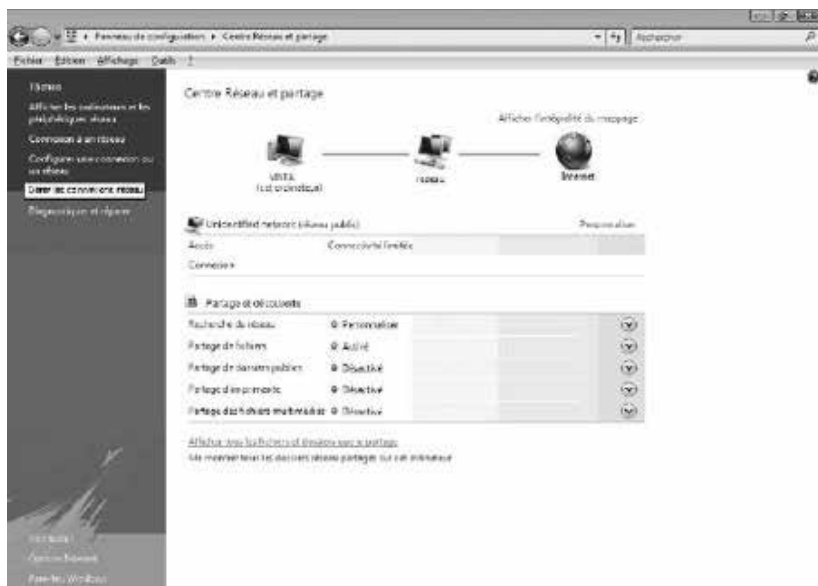 Panneau de configuration ▸ Centre Réseau et partage
Rechercher
Fichier Edition Affichage Outils ?
Tâches
Afficher les ordinateurs et les
périphériques réseau
Connexion à un réseau
Configurer une connexion ou
un réseau
Gérer les connexions réseau
Diagnostiquer et réparer
Centre Réseau et partage
Afficher l'intégralité du mappage
(cet ordinateur)
réseau
Internet
Unidentified network (réseau public)
Personnaliser
Accès
Connectivité limitée
Connexion
Partage et découverte
Recherche du réseau
Personnaliser
Partage de fichiers
Activé
Partage de dossiers publics
Désactivé
Partage d'imprimante
Désactivé
Partage des fichiers multimédias
Désactivé
Afficher tous les fichiers et dossiers que je partage
Me montrer tous les dossiers réseau partagés sur cet ordinateur
Pare-feu Windows